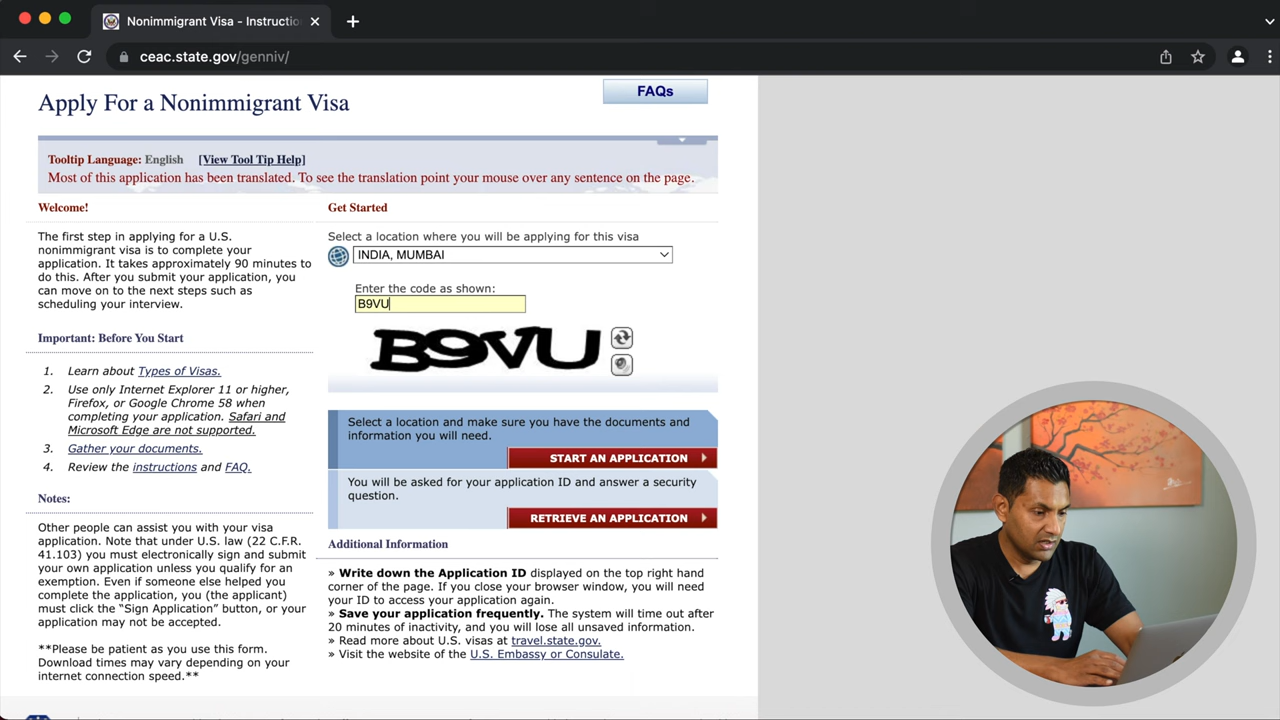 Nonimmigrant Visa - Instructio
ceac.state.gov/genniv/
Apply For a Nonimmigrant Visa
FAQs
Tooltip Language: English [View Tool Tip Help]
Most of this application has been translated. To see the translation point your mouse over any sentence on the page.
Welcome!
The first step in applying for a U.S.
nonimmigrant visa is to complete your
application. It takes approximately 90 minutes to
do this. After you submit your application, you
can move on to the next steps such as
scheduling your interview.
Important: Before You Start
1. Learn about Types of Visas.
2. Use only Internet Explorer 11 or higher,
Firefox, or Google Chrome 58 when
completing your application. Safari and
Microsoft Edge are not supported.
3. Gather your documents.
4. Review the instructions and FAQ.
Notes:
Other people can assist you with your visa
application. Note that under U.S. law (22 C.F.R.
41.103) you must electronically sign and submit
your own application unless you qualify for an
exemption. Even if someone else helped you
complete the application, you (the applicant)
must click the “Sign Application” button, or your
application may not be accepted.
**Please be patient as you use this form.
Download times may vary depending on your
internet connection speed.**
Get Started
Select a location where you will be applying for this visa
INDIA, MUMBAI
Enter the code as shown:
B9VU
B9VU
Select a location and make sure you have the documents and
information you will need.
START AN APPLICATION
You will be asked for your application ID and answer a security
question.
RETRIEVE AN APPLICATION
Additional Information
» Write down the Application ID displayed on the top right hand
corner of the page. If you close your browser window, you will need
your ID to access your application again.
» Save your application frequently. The system will time out after
20 minutes of inactivity, and you will lose all unsaved information.
» Read more about U.S. visas at travel.state.gov.
» Visit the website of the U.S. Embassy or Consulate.